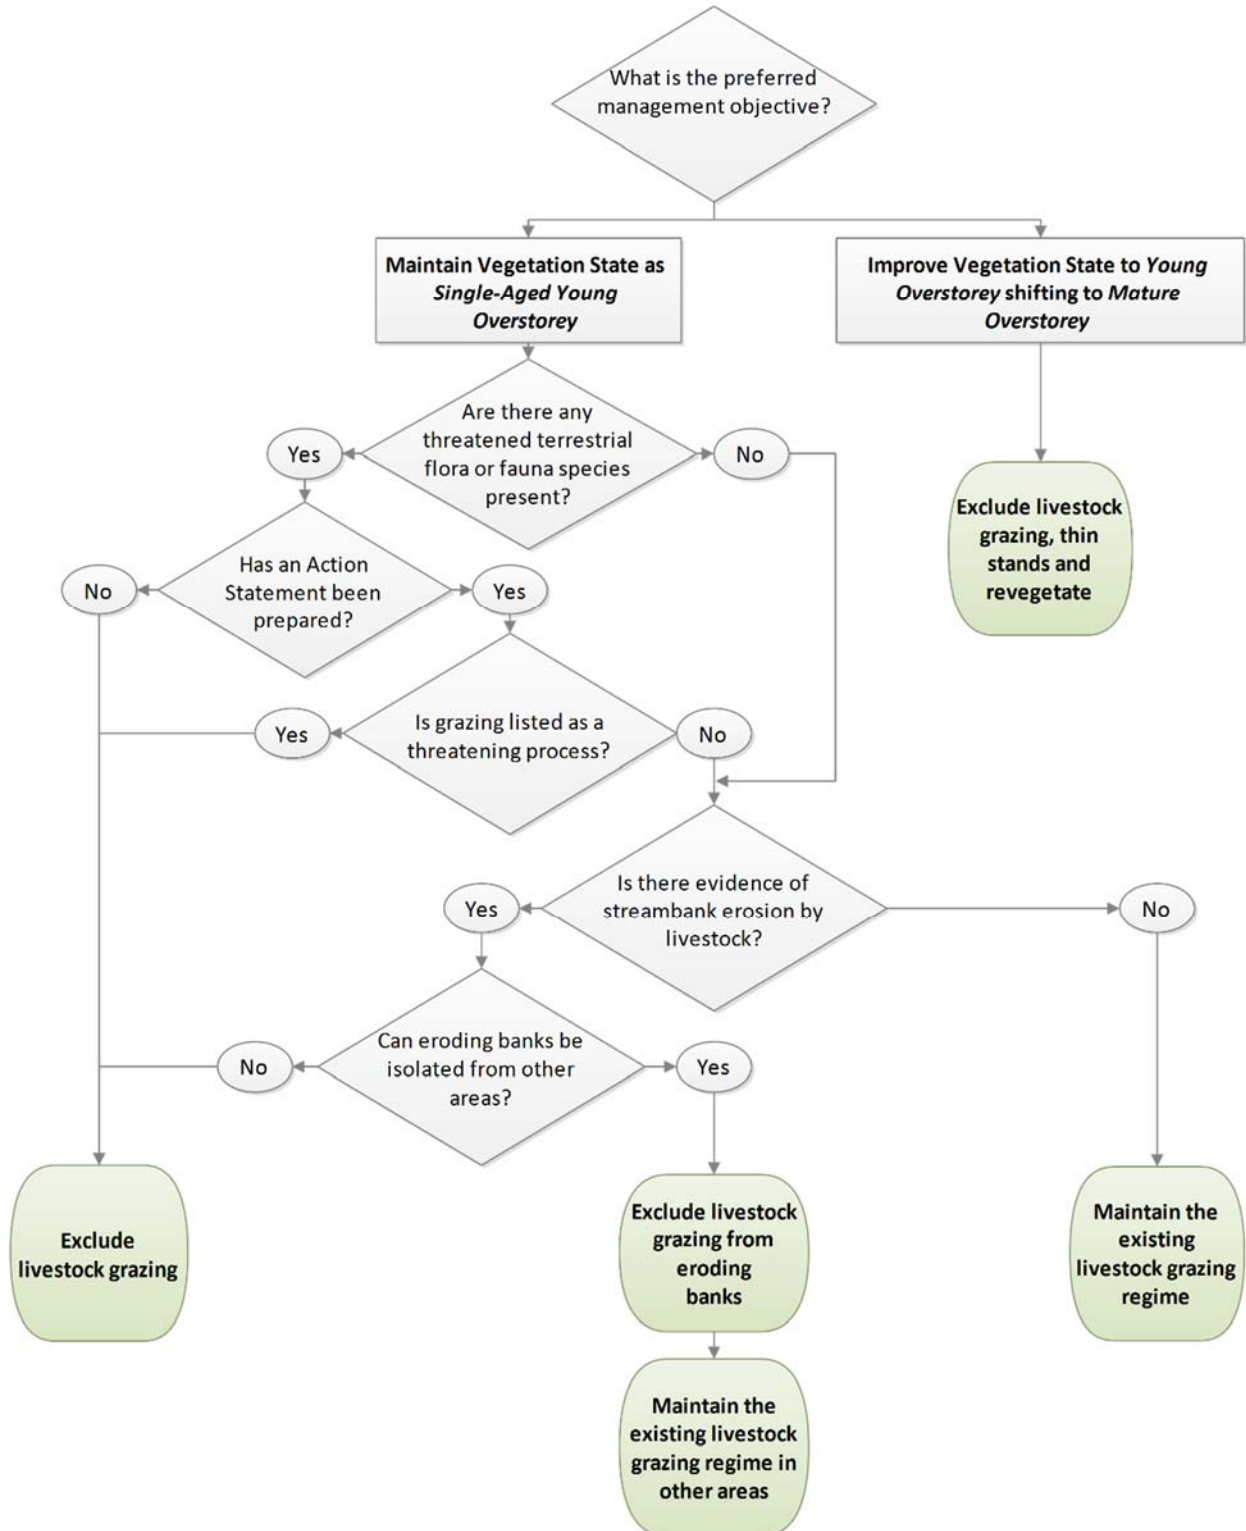 What is the preferred
management objective?
Maintain Vegetation State as
Single-Aged Young
Overstorey
Improve Vegetation State to Young
Overstorey shifting to Mature
Overstorey
Are there any
threatened terrestrial
flora or fauna species
present?
Yes
No
Exclude livestock
grazing, thin
stands and
revegetate
Has an Action
Statement been
prepared?
No
Yes
Is grazing listed as a
threatening process?
Yes
No
Is there evidence of
streambank erosion by
livestock?
Yes
No
Can eroding banks be
isolated from other
areas?
No
Yes
Exclude
livestock grazing
Exclude livestock
grazing from
eroding
banks
Maintain the
existing
livestock grazing
regime
Maintain the
existing livestock
grazing regime in
other areas